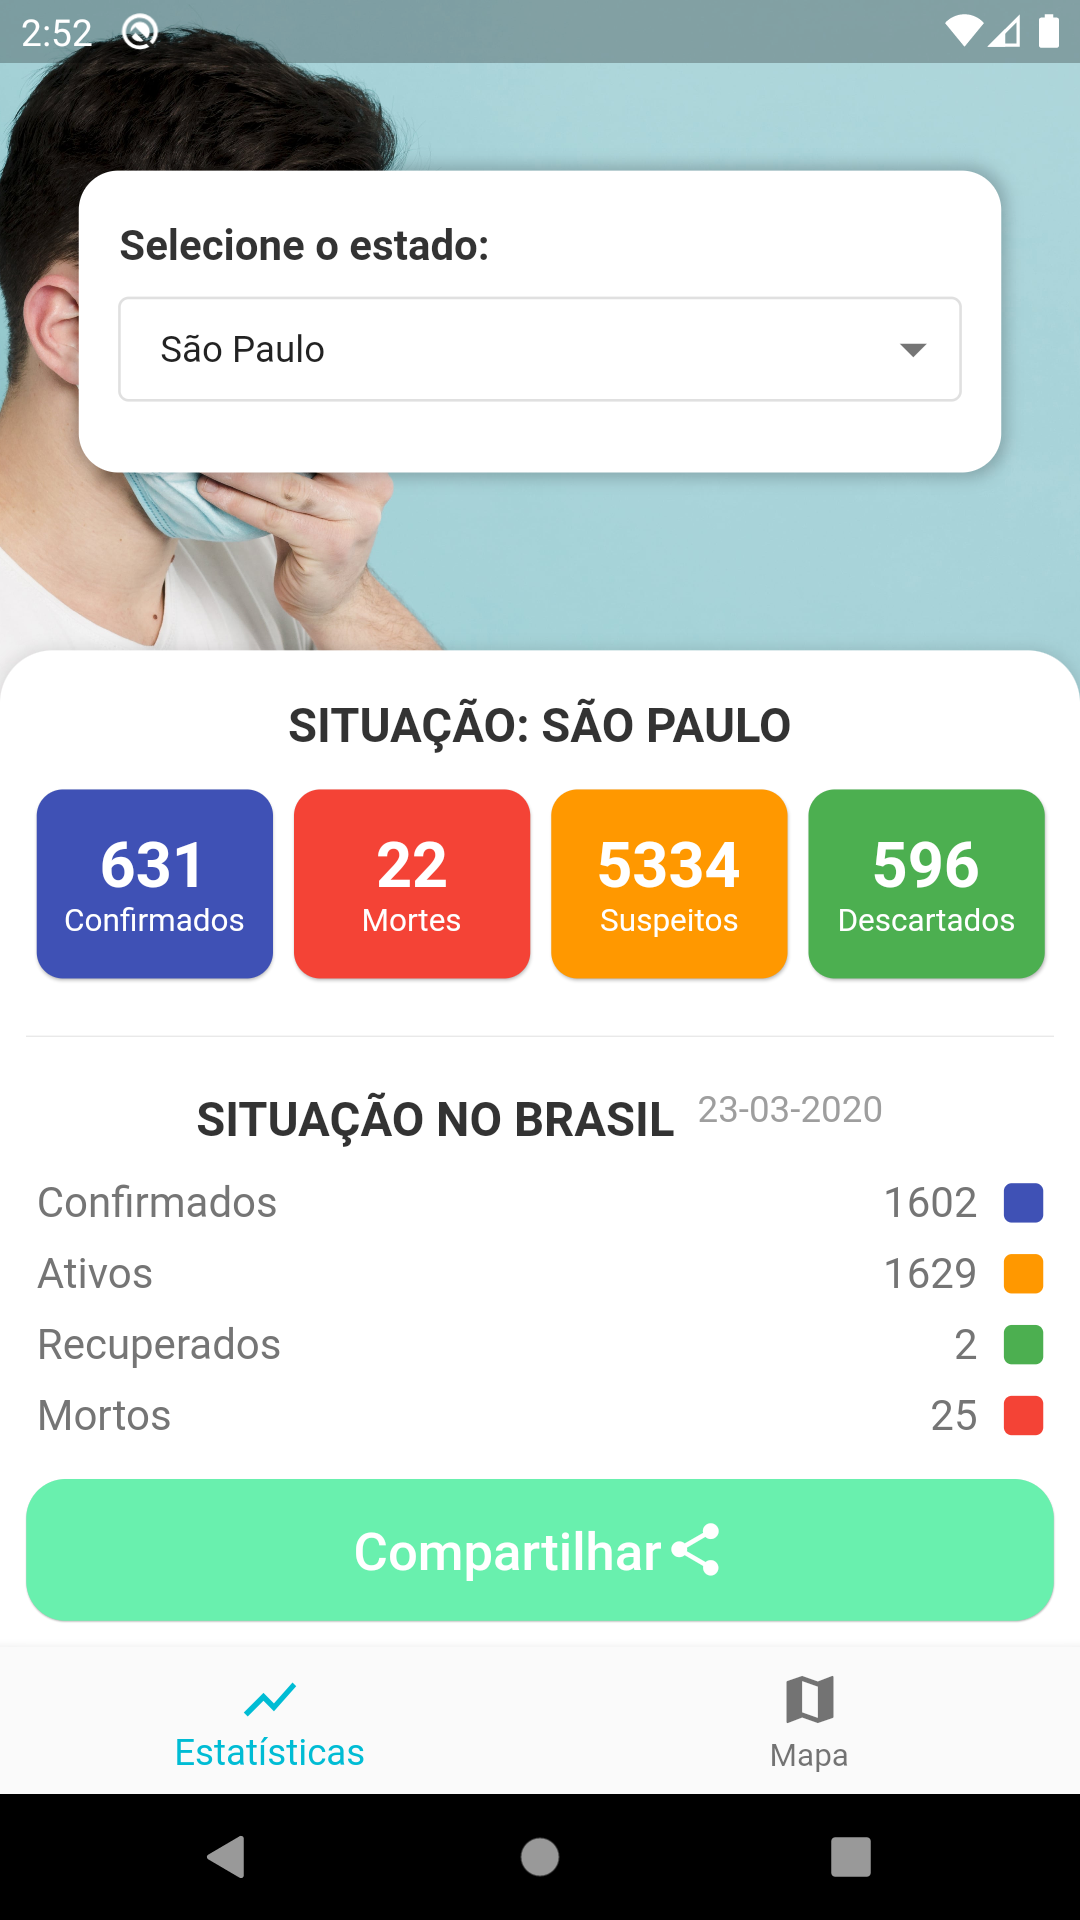 2:52
Selecione o estado:
São Paulo
SITUAÇÃO: SÃO PAULO
631 22 5334 596
Confirmados Mortes Suspeitos Descartados
SITUAÇÃO NO BRASIL 23-03-2020
Confirmados 1602
Ativos 1629
Recuperados 2
Mortos 25
Compartilhar
Estatísticas Mapa